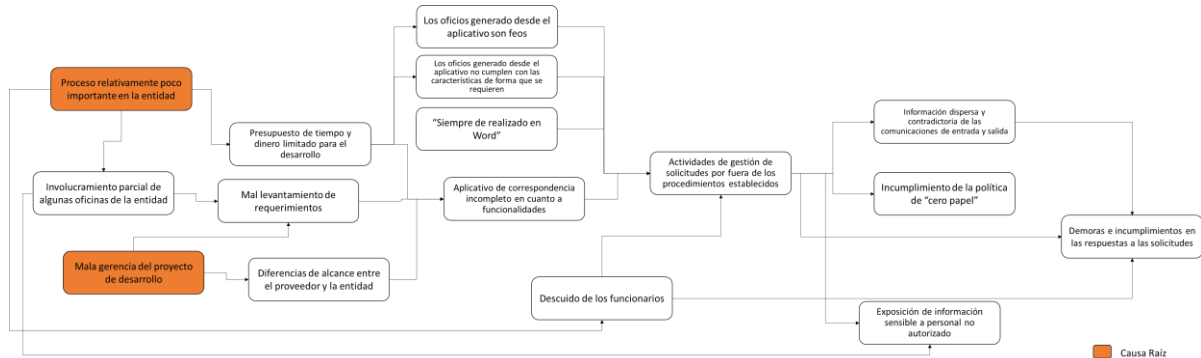 Los oficios generado desde el
aplicativo son feos
Proceso relativamente poco
importante en la entidad
Los oficios generado desde el
aplicativo no cumplen con las
características de forma que se
requieren
Presupuesto de tiempo y
dinero limitado para el
desarrollo
“Siempre de realizado en
Word”
Información dispersa y
contradictoria de las
comunicaciones de entrada y salida
Involucramiento parcial de
algunas oficinas de la entidad
Mal levantamiento de
requerimientos
Aplicativo de correspondencia
incompleto en cuanto a
funcionalidades
Actividades de gestión de
solicitudes por fuera de los
procedimientos establecidos
Incumplimiento de la política
de “cero papel”
Demoras e incumplimientos en
las respuestas a las solicitudes
Mala gerencia del proyecto
de desarrollo
Diferencias de alcance entre
el proveedor y la entidad
Descuido de los funcionarios
Exposición de información
sensible a personal no
autorizado
Causa Raíz